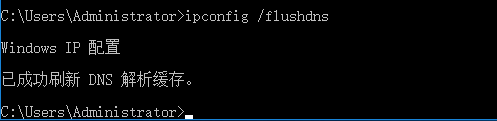 C:\Users\Administrator>ipconfig /flushdns
Windows IP 配置
已成功刷新 DNS 解析缓存。
C:\Users\Administrator>